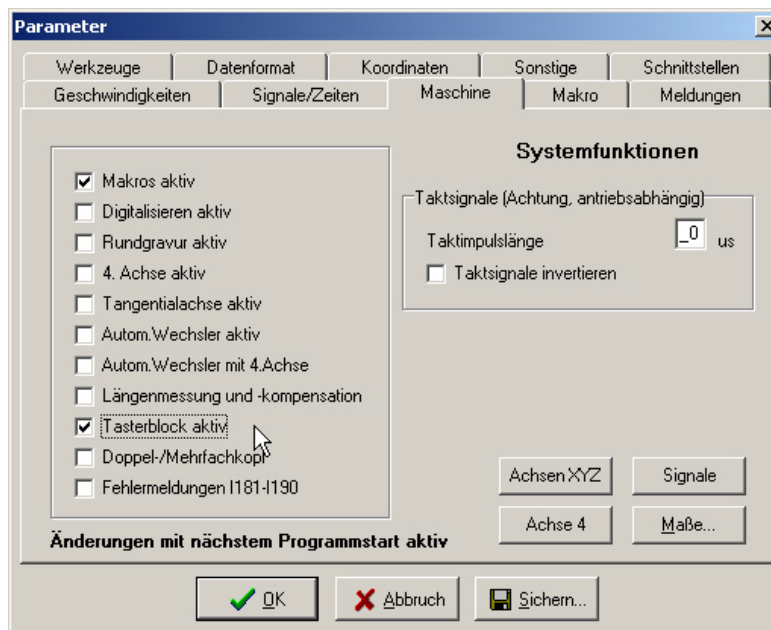 Parameter
Werkzeuge Datenformat Koordinaten Sonstige Schnittstellen
Geschwindigkeiten Signale/Zeiten Maschine Makro Meldungen
Systemfunktionen
Makros aktiv
Digitalisieren aktiv
Rundgravur aktiv
4. Achse aktiv
Tangentialachse aktiv
Autom.Wechsler aktiv
Autom.Wechsler mit 4.Achse
Längenmessung und -kompensation
Tasterblock aktiv
Doppel-/Mehrfachkopf
Fehlermeldungen I181-I190
Taktsignale (Achtung, antriebsabhängig)
Taktimpulslänge _0 us
Taktsignale invertieren
Achsen XYZ Signale
Achse 4 Maße...
Änderungen mit nächstem Programmstart aktiv
OK Abbruch Sichern...